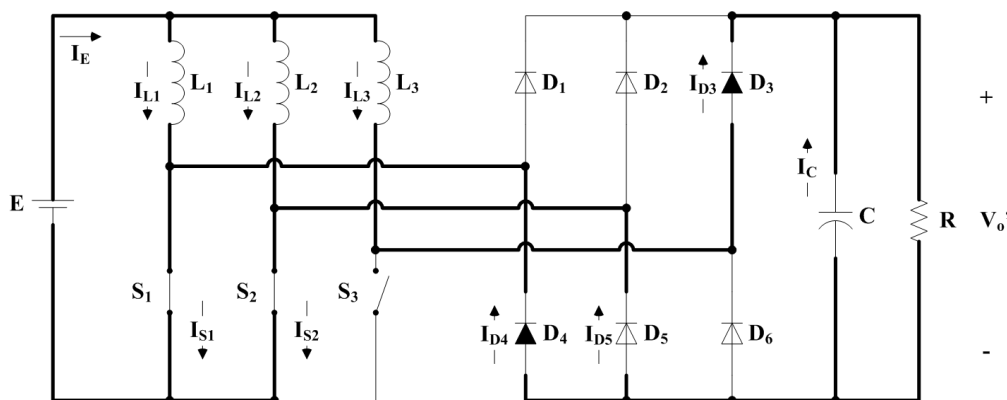 I_E
I_L1 L_1 I_L2 L_2 I_L3 L_3
D_1 D_2 I_D3 D_3
+
I_C
E
C R V_o
S_1 S_2 S_3
I_S1 I_S2
I_D4 D_4 I_D5 D_5 D_6
-